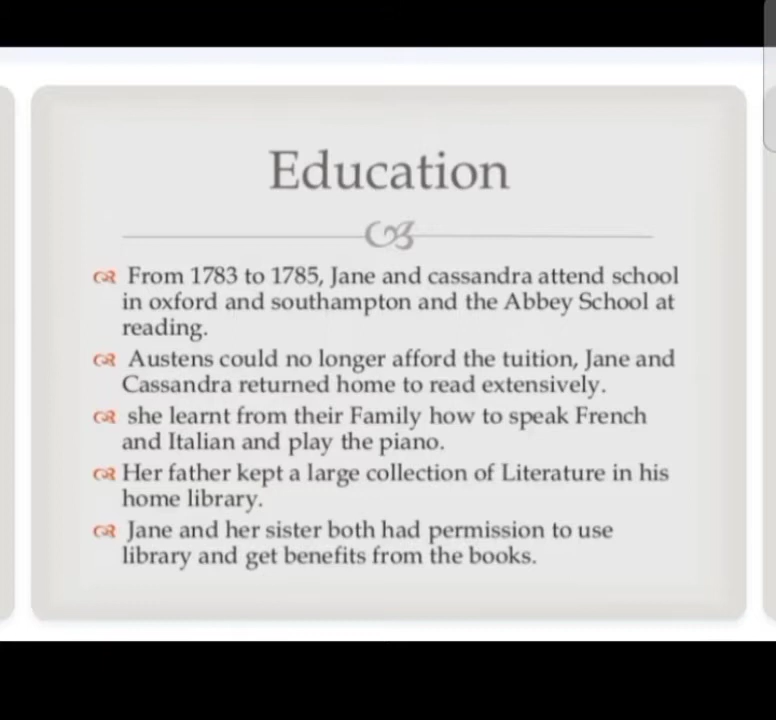 Education
From 1783 to 1785, Jane and cassandra attend school
in oxford and southampton and the Abbey School at
reading.
Austens could no longer afford the tuition, Jane and
Cassandra returned home to read extensively.
she learnt from their Family how to speak French
and Italian and play the piano.
Her father kept a large collection of Literature in his
home library.
Jane and her sister both had permission to use
library and get benefits from the books.